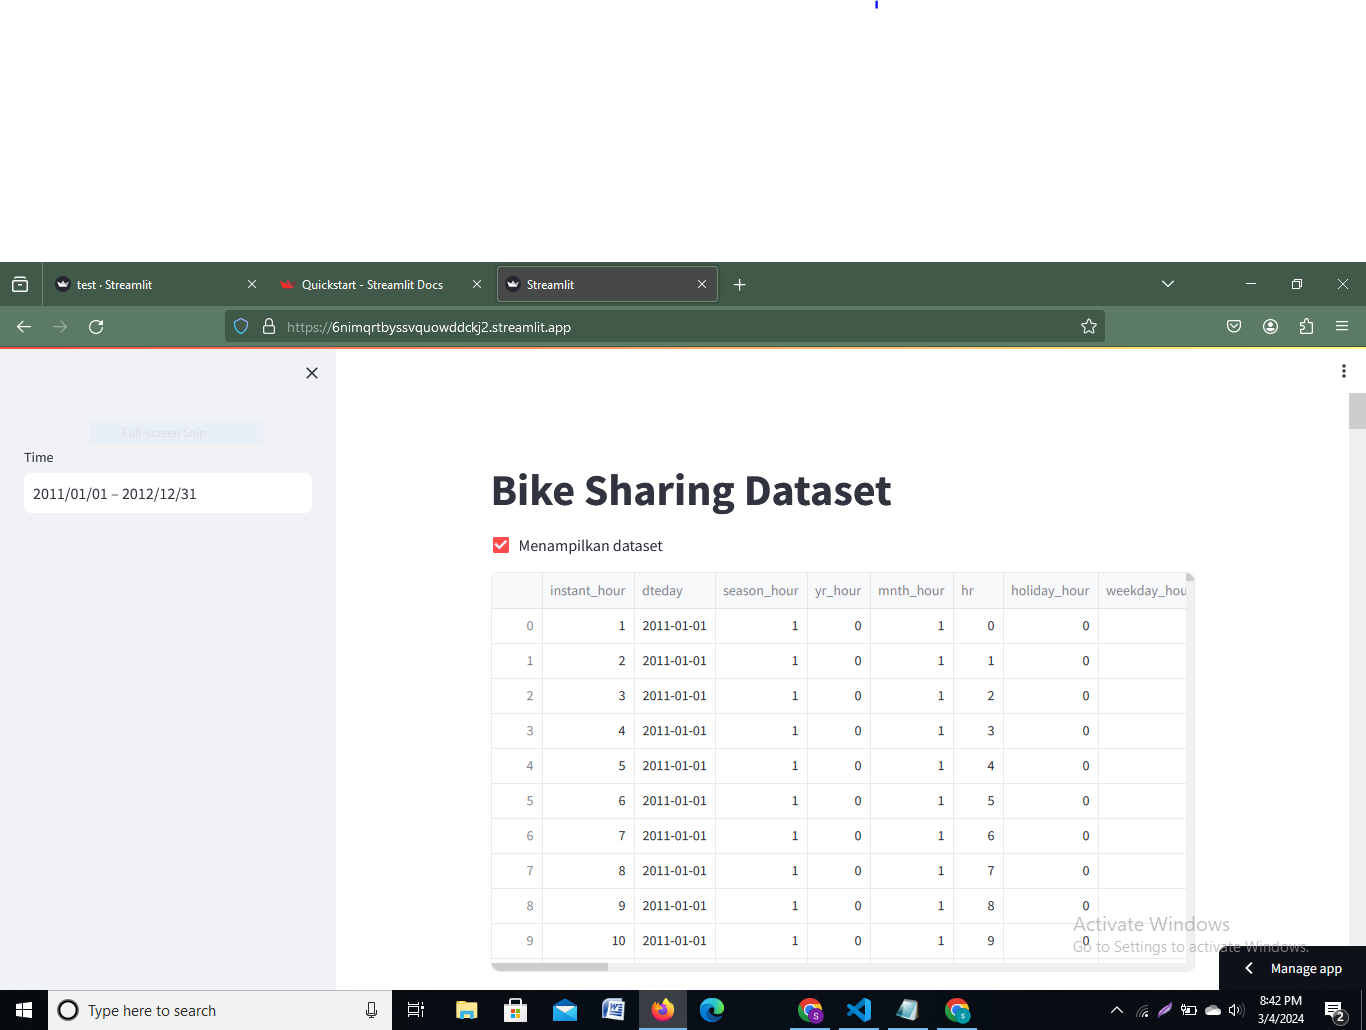 test · Streamlit
Quickstart - Streamlit Docs
Streamlit
https://6nimqrtbyssvquowddckj2.streamlit.app
Full-screen Snip
Time
2011/01/01 – 2012/12/31
Bike Sharing Dataset
Menampilkan dataset
instant_hour dteday season_hour yr_hour mnth_hour hr holiday_hour weekday_hou
0 1 2011-01-01 1 0 1 0 0
1 2 2011-01-01 1 0 1 1 0
2 3 2011-01-01 1 0 1 2 0
3 4 2011-01-01 1 0 1 3 0
4 5 2011-01-01 1 0 1 4 0
5 6 2011-01-01 1 0 1 5 0
6 7 2011-01-01 1 0 1 6 0
7 8 2011-01-01 1 0 1 7 0
8 9 2011-01-01 1 0 1 8 0
9 10 2011-01-01 1 0 1 9 0
Activate Windows
Go to Settings to activate Windows.
Manage app
Type here to search
8:42 PM
3/4/2024
2